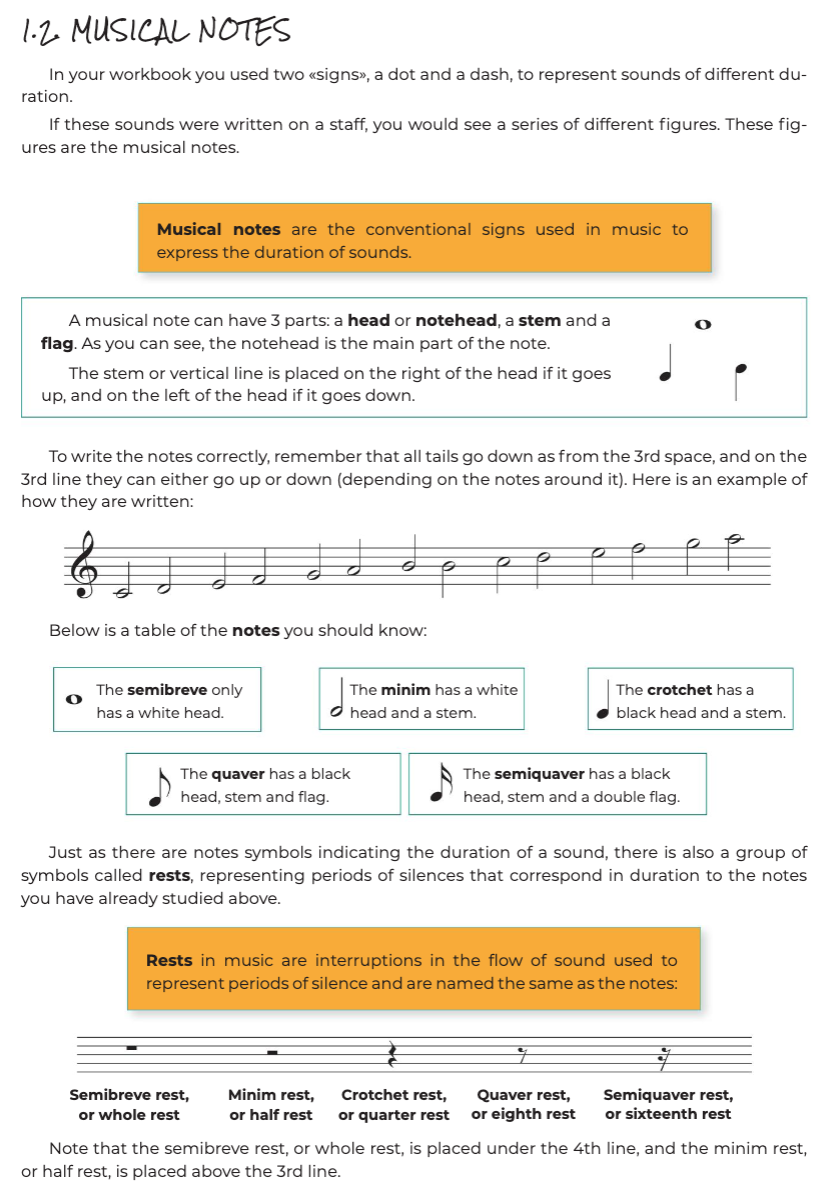 1.2. MUSICAL NOTES
In your workbook you used two «signs», a dot and a dash, to represent sounds of different du-
ration.
If these sounds were written on a staff, you would see a series of different figures. These fig-
ures are the musical notes.
Musical notes are the conventional signs used in music to
express the duration of sounds.
A musical note can have 3 parts: a head or notehead, a stem and a
flag. As you can see, the notehead is the main part of the note.
The stem or vertical line is placed on the right of the head if it goes
up, and on the left of the head if it goes down.
To write the notes correctly, remember that all tails go down as from the 3rd space, and on the
3rd line they can either go up or down (depending on the notes around it). Here is an example of
how they are written:
Below is a table of the notes you should know:
The semibreve only
has a white head.
The minim has a white
head and a stem.
The crotchet has a
black head and a stem.
The quaver has a black
head, stem and flag.
The semiquaver has a black
head, stem and a double flag.
Just as there are notes symbols indicating the duration of a sound, there is also a group of
symbols called rests, representing periods of silences that correspond in duration to the notes
you have already studied above.
Rests in music are interruptions in the flow of sound used to
represent periods of silence and are named the same as the notes:
Semibreve rest,
or whole rest
Minim rest,
or half rest
Crotchet rest,
or quarter rest
Quaver rest,
or eighth rest
Semiquaver rest,
or sixteenth rest
Note that the semibreve rest, or whole rest, is placed under the 4th line, and the minim rest,
or half rest, is placed above the 3rd line.